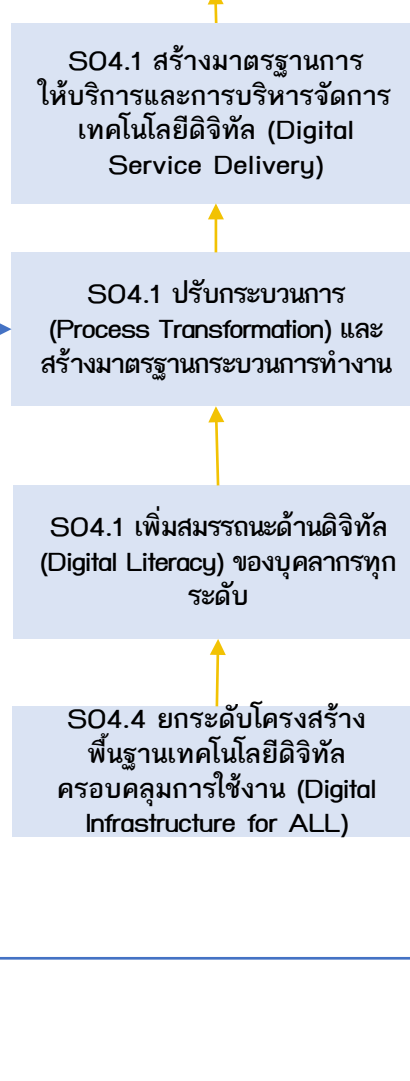 SO4.1 สร้างมาตรฐานการ
ให้บริการและการบริหารจัดการ
เทคโนโลยีดิจิทัล (Digital
Service Delivery)
SO4.1 ปรับกระบวนการ
(Process Transformation) และ
สร้างมาตรฐานกระบวนการทำงาน
SO4.1 เพิ่มสมรรถนะด้านดิจิทัล
(Digital Literacy) ของบุคลากรทุก
ระดับ
SO4.4 ยกระดับโครงสร้าง
พื้นฐานเทคโนโลยีดิจิทัล
ครอบคลุมการใช้งาน (Digital
Infrastructure for ALL)